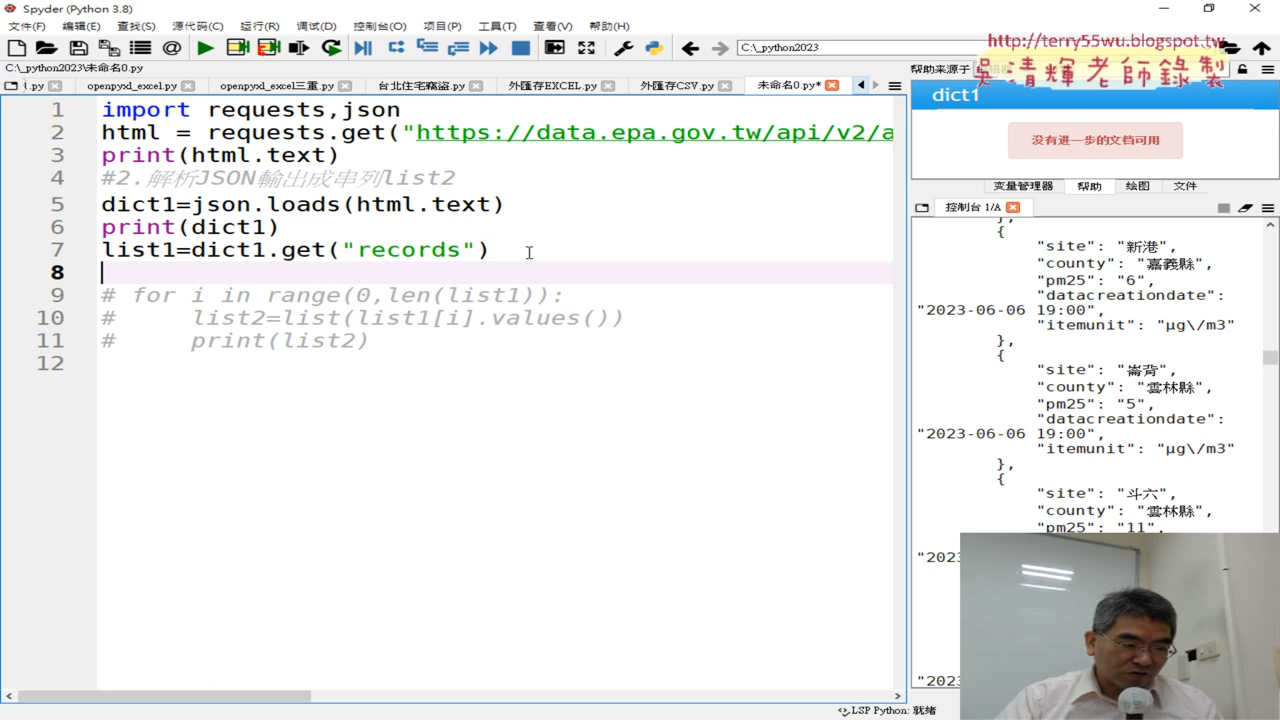 Spyder (Python 3.8)
文件(F) 编辑(E) 查找(S) 源代码(C) 运行(R) 调试(D) 控制台(O) 项目(P) 工具(T) 查看(V) 帮助(H)
C:\_python2023
http://terry55wu.blogspot.tw
吳清輝老師錄製
C:\_python2023\未命名0.py
帮助来源于
1.py openpyxl_excel.py openpyxl_excel三重.py 台北住宅竊盜.py 外匯存EXCEL.py 外匯存CSV.py 未命名0.py*
dict1
没有进一步的文档可用
变量管理器 帮助 绘图 文件
控制台 1/A
1 import requests,json
2 html = requests.get("https://data.epa.gov.tw/api/v2/a
3 print(html.text)
4 #2.解析JSON輸出成串列list2
5 dict1=json.loads(html.text)
6 print(dict1)
7 list1=dict1.get("records")
8
9 # for i in range(0,len(list1)):
10 #     list2=list(list1[i].values())
11 #     print(list2)
12
},
{
"site": "新港",
"county": "嘉義縣",
"pm25": "6",
"datacreationdate":
"2023-06-06 19:00",
"itemunit": "μg\/m3"
},
{
"site": "崙背",
"county": "雲林縣",
"pm25": "5",
"datacreationdate":
"2023-06-06 19:00",
"itemunit": "μg\/m3"
},
{
"site": "斗六",
"county": "雲林縣",
"pm25": "11",
"2023
"2023
LSP Python: 就绪